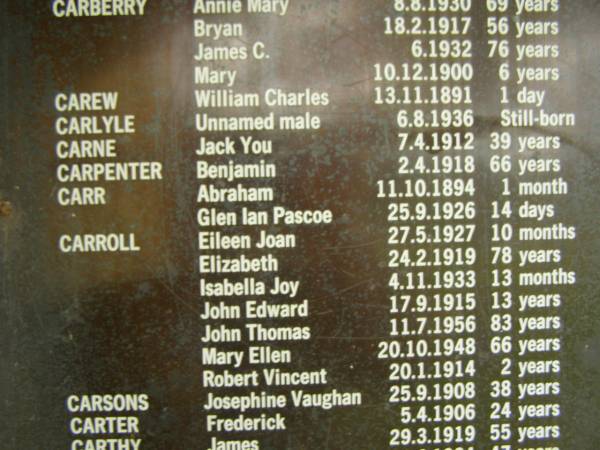 CARBERRY Annie Mary 8.8.1930 69 years
Bryan 18.2.1917 56 years
James C. 6.1932 76 years
Mary 10.12.1900 6 years
CAREW William Charles 13.11.1891 1 day
CARLYLE Unnamed male 6.8.1936 Still-born
CARNE Jack You 7.4.1912 39 years
CARPENTER Benjamin 2.4.1918 66 years
CARR Abraham 11.10.1894 1 month
Glen Ian Pascoe 25.9.1926 14 days
CARROLL Eileen Joan 27.5.1927 10 months
Elizabeth 24.2.1919 78 years
Isabella Joy 4.11.1933 13 months
John Edward 17.9.1915 13 years
John Thomas 11.7.1956 83 years
Mary Ellen 20.10.1948 66 years
Robert Vincent 20.1.1914 2 years
CARSONS Josephine Vaughan 25.9.1908 38 years
CARTER Frederick 5.4.1906 24 years
CARTHY James 29.3.1919 55 years